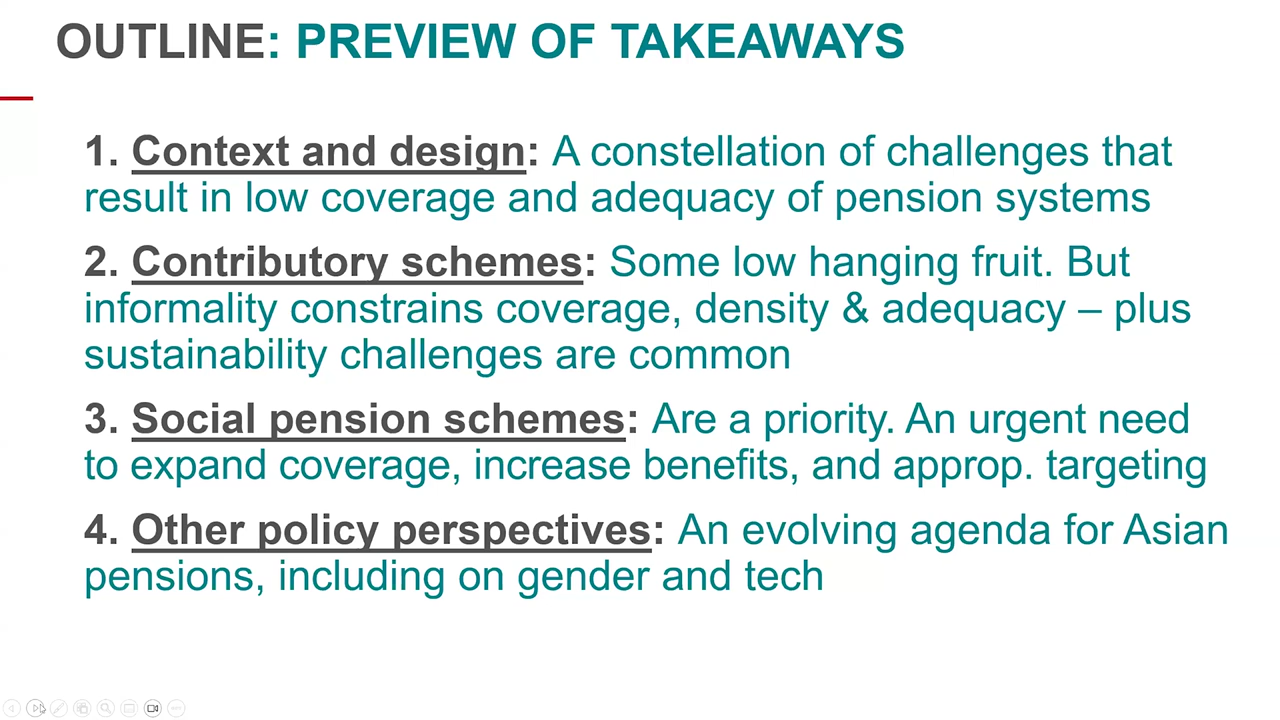 OUTLINE: PREVIEW OF TAKEAWAYS
1. Context and design: A constellation of challenges that
result in low coverage and adequacy of pension systems
2. Contributory schemes: Some low hanging fruit. But
informality constrains coverage, density & adequacy – plus
sustainability challenges are common
3. Social pension schemes: Are a priority. An urgent need
to expand coverage, increase benefits, and approp. targeting
4. Other policy perspectives: An evolving agenda for Asian
pensions, including on gender and tech